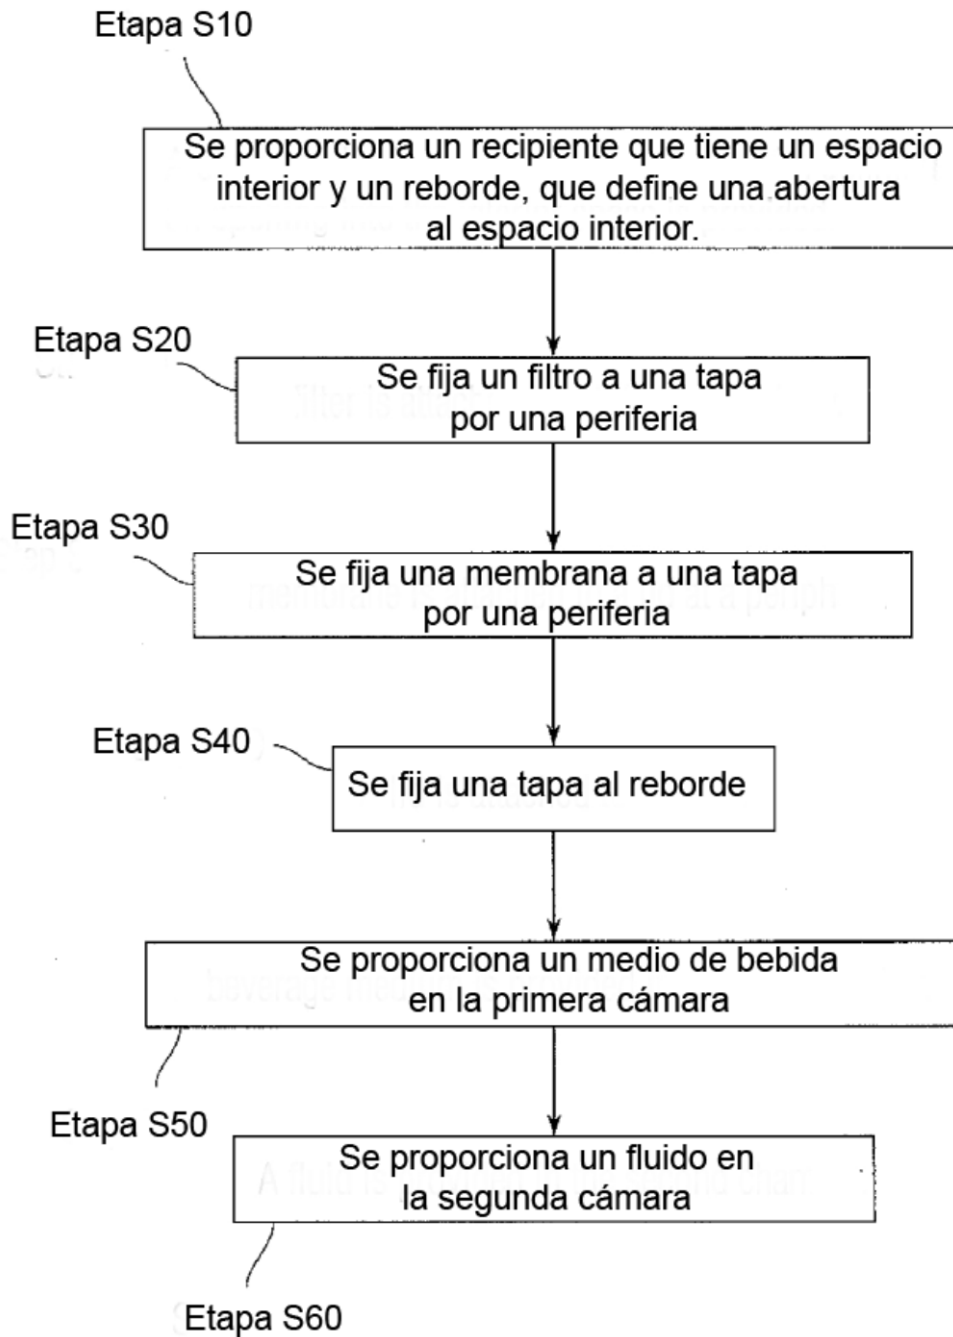 Etapa S10
Se proporciona un recipiente que tiene un espacio
interior y un reborde, que define una abertura
al espacio interior.
Etapa S20
Se fija un filtro a una tapa
por una periferia
Etapa S30
Se fija una membrana a una tapa
por una periferia
Etapa S40
Se fija una tapa al reborde
Se proporciona un medio de bebida
en la primera cámara
Etapa S50
Se proporciona un fluido en
la segunda cámara
Etapa S60